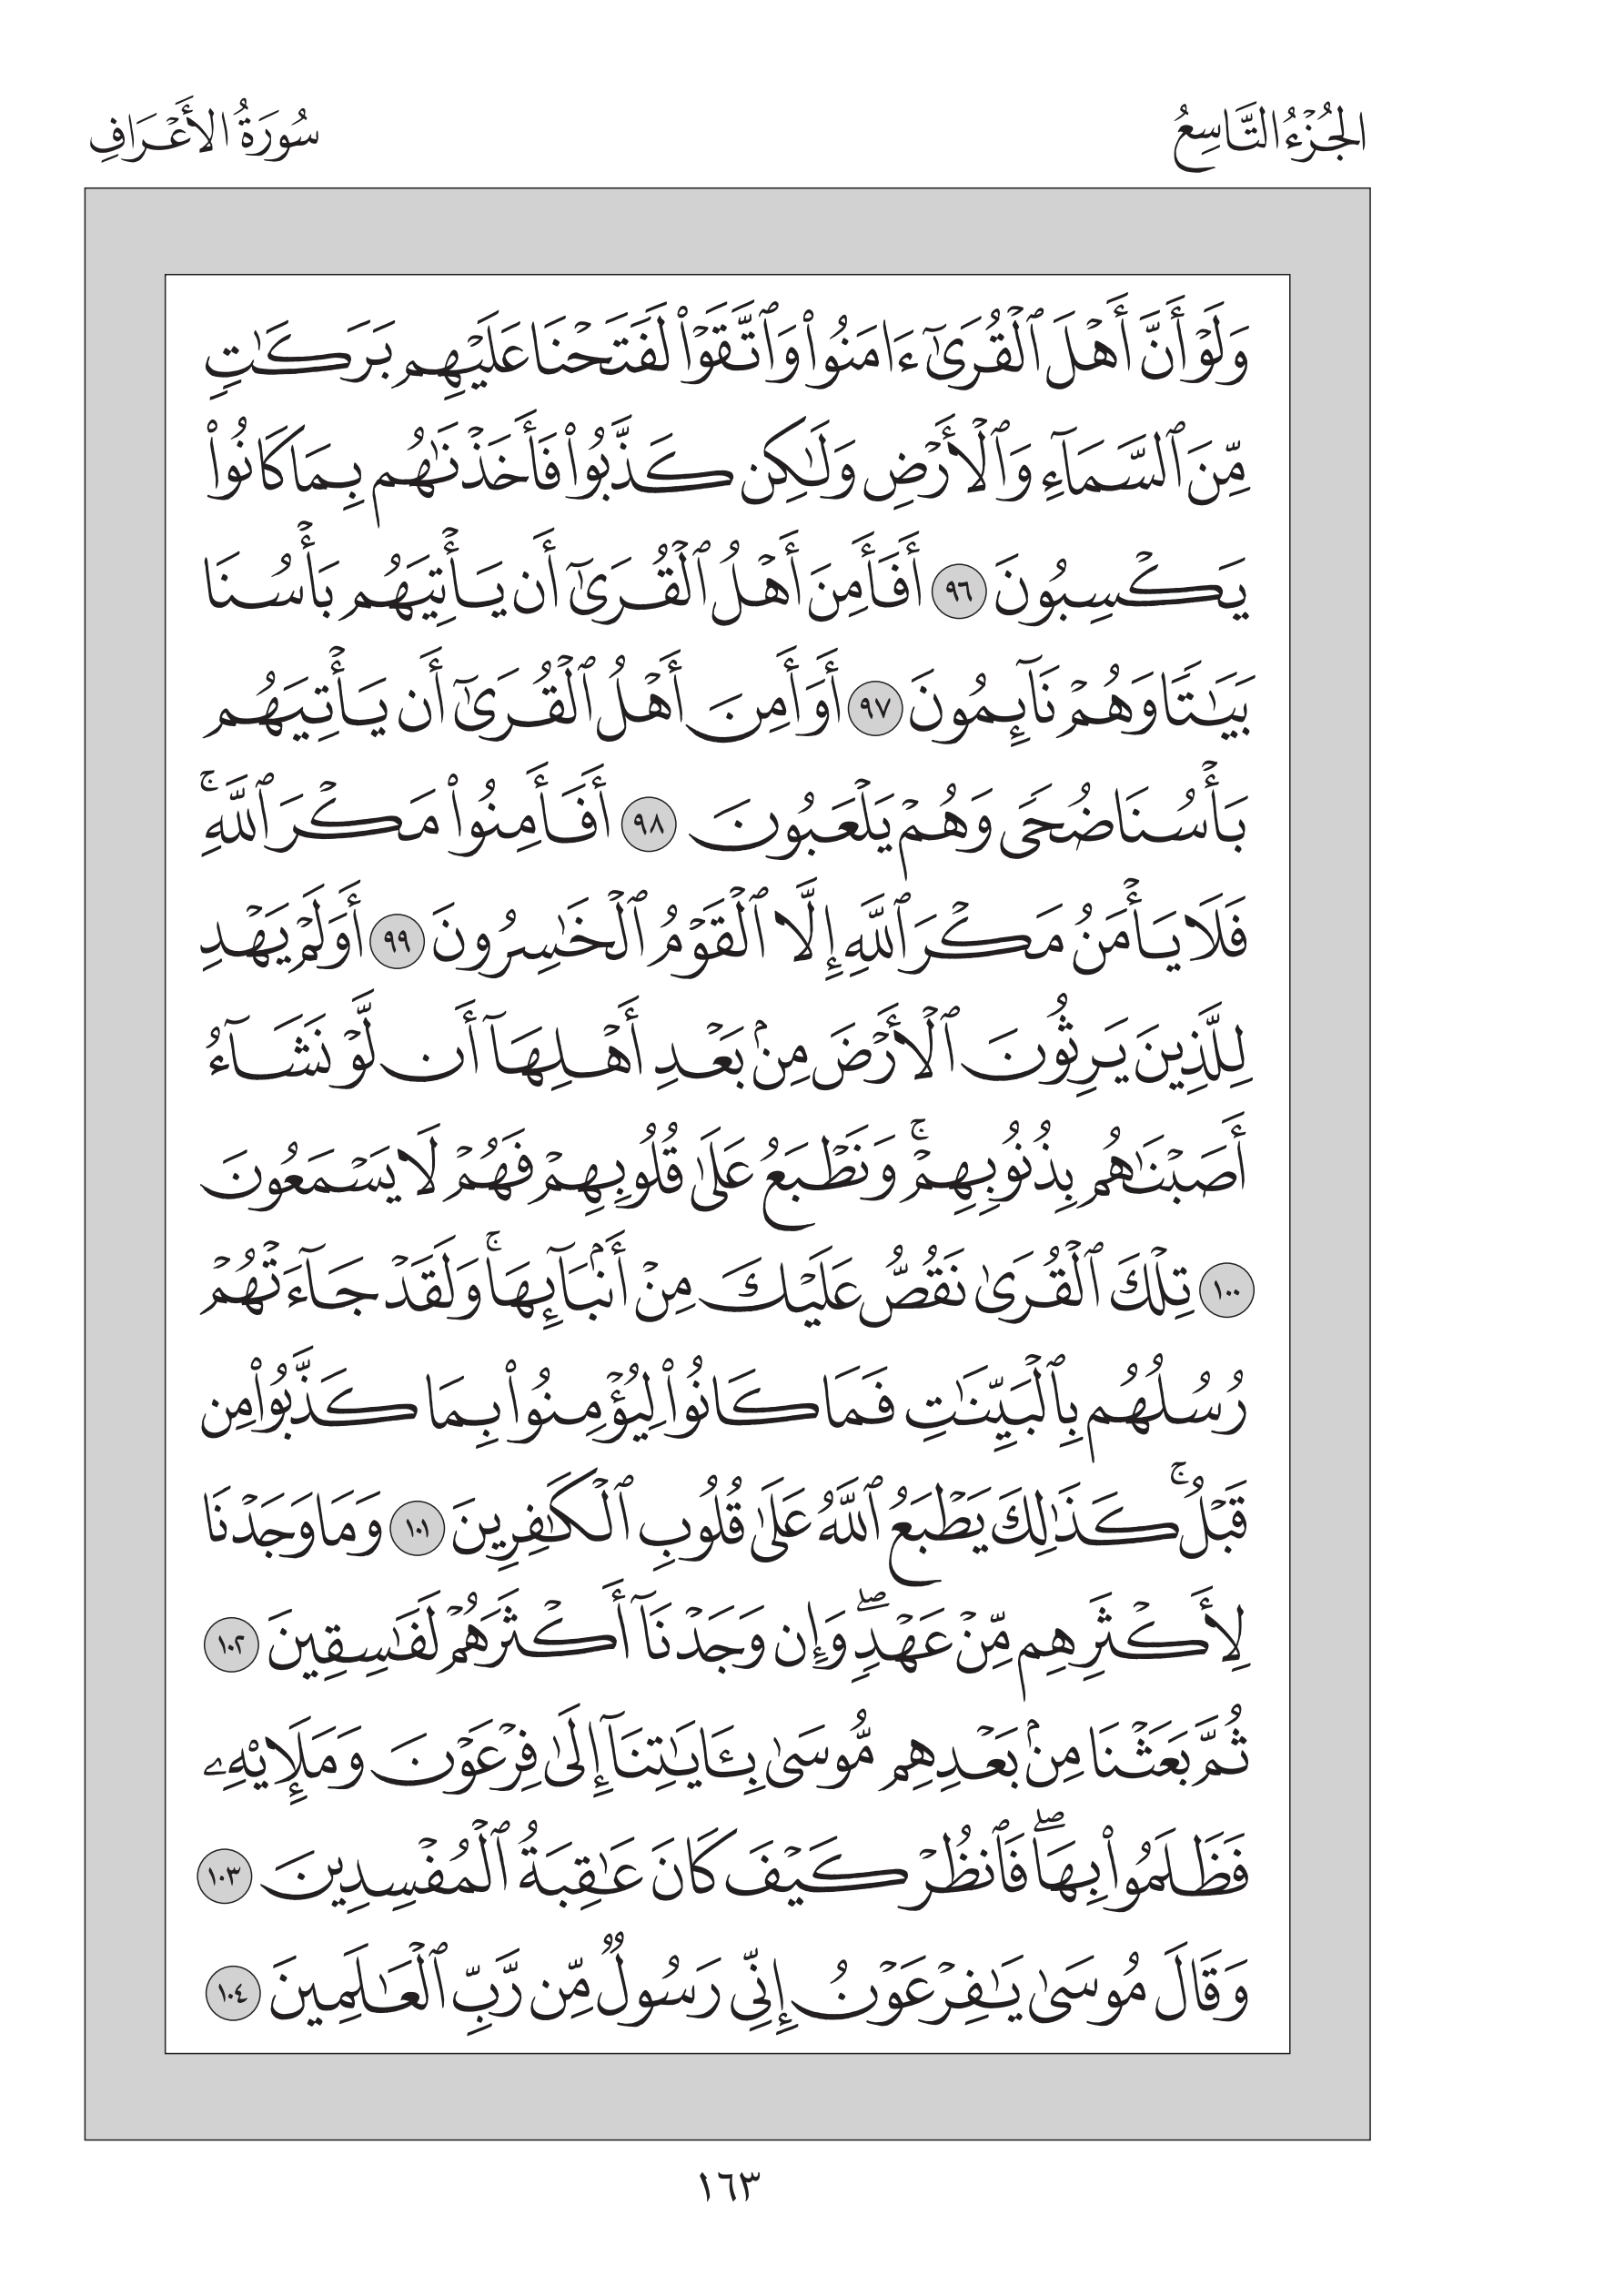 الجُزْءُ التَّاسِعُ
سُورَةُ الأَعْرَافِ
وَلَوْ أَنَّ أَهْلَ ٱلْقُرَىٰٓ ءَامَنُوا۟ وَٱتَّقَوْا۟ لَفَتَحْنَا عَلَيْهِم بَرَكَـٰتٍ
مِّنَ ٱلسَّمَآءِ وَٱلْأَرْضِ وَلَـٰكِن كَذَّبُوا۟ فَأَخَذْنَـٰهُم بِمَا كَانُوا۟
يَكْسِبُونَ ٩٦ أَفَأَمِنَ أَهْلُ ٱلْقُرَىٰٓ أَن يَأْتِيَهُم بَأْسُنَا
بَيَـٰتًا وَهُمْ نَآئِمُونَ ٩٧ أَوَأَمِنَ أَهْلُ ٱلْقُرَىٰٓ أَن يَأْتِيَهُم
بَأْسُنَا ضُحًى وَهُمْ يَلْعَبُونَ ٩٨ أَفَأَمِنُوا۟ مَكْرَ ٱللَّهِ ۚ
فَلَا يَأْمَنُ مَكْرَ ٱللَّهِ إِلَّا ٱلْقَوْمُ ٱلْخَـٰسِرُونَ ٩٩ أَوَلَمْ يَهْدِ
لِلَّذِينَ يَرِثُونَ ٱلْأَرْضَ مِنۢ بَعْدِ أَهْلِهَآ أَن لَّوْ نَشَآءُ
أَصَبْنَـٰهُم بِذُنُوبِهِمْ ۚ وَنَطْبَعُ عَلَىٰ قُلُوبِهِمْ فَهُمْ لَا يَسْمَعُونَ
١٠٠ تِلْكَ ٱلْقُرَىٰ نَقُصُّ عَلَيْكَ مِنْ أَنۢبَآئِهَا ۚ وَلَقَدْ جَآءَتْهُمْ
رُسُلُهُم بِٱلْبَيِّنَـٰتِ فَمَا كَانُوا۟ لِيُؤْمِنُوا۟ بِمَا كَذَّبُوا۟ مِن
قَبْلُ ۚ كَذَٰلِكَ يَطْبَعُ ٱللَّهُ عَلَىٰ قُلُوبِ ٱلْكَـٰفِرِينَ ١٠١ وَمَا وَجَدْنَا
لِأَكْثَرِهِم مِّنْ عَهْدٍ ۖ وَإِن وَجَدْنَآ أَكْثَرَهُمْ لَفَـٰسِقِينَ ١٠٢
ثُمَّ بَعَثْنَا مِنۢ بَعْدِهِم مُّوسَىٰ بِـَٔايَـٰتِنَآ إِلَىٰ فِرْعَوْنَ وَمَلَإِي۟هِۦ
فَظَلَمُوا۟ بِهَا ۖ فَٱنظُرْ كَيْفَ كَانَ عَـٰقِبَةُ ٱلْمُفْسِدِينَ ١٠٣
وَقَالَ مُوسَىٰ يَـٰفِرْعَوْنُ إِنِّى رَسُولٌ مِّن رَّبِّ ٱلْعَـٰلَمِينَ ١٠٤
١٦٣